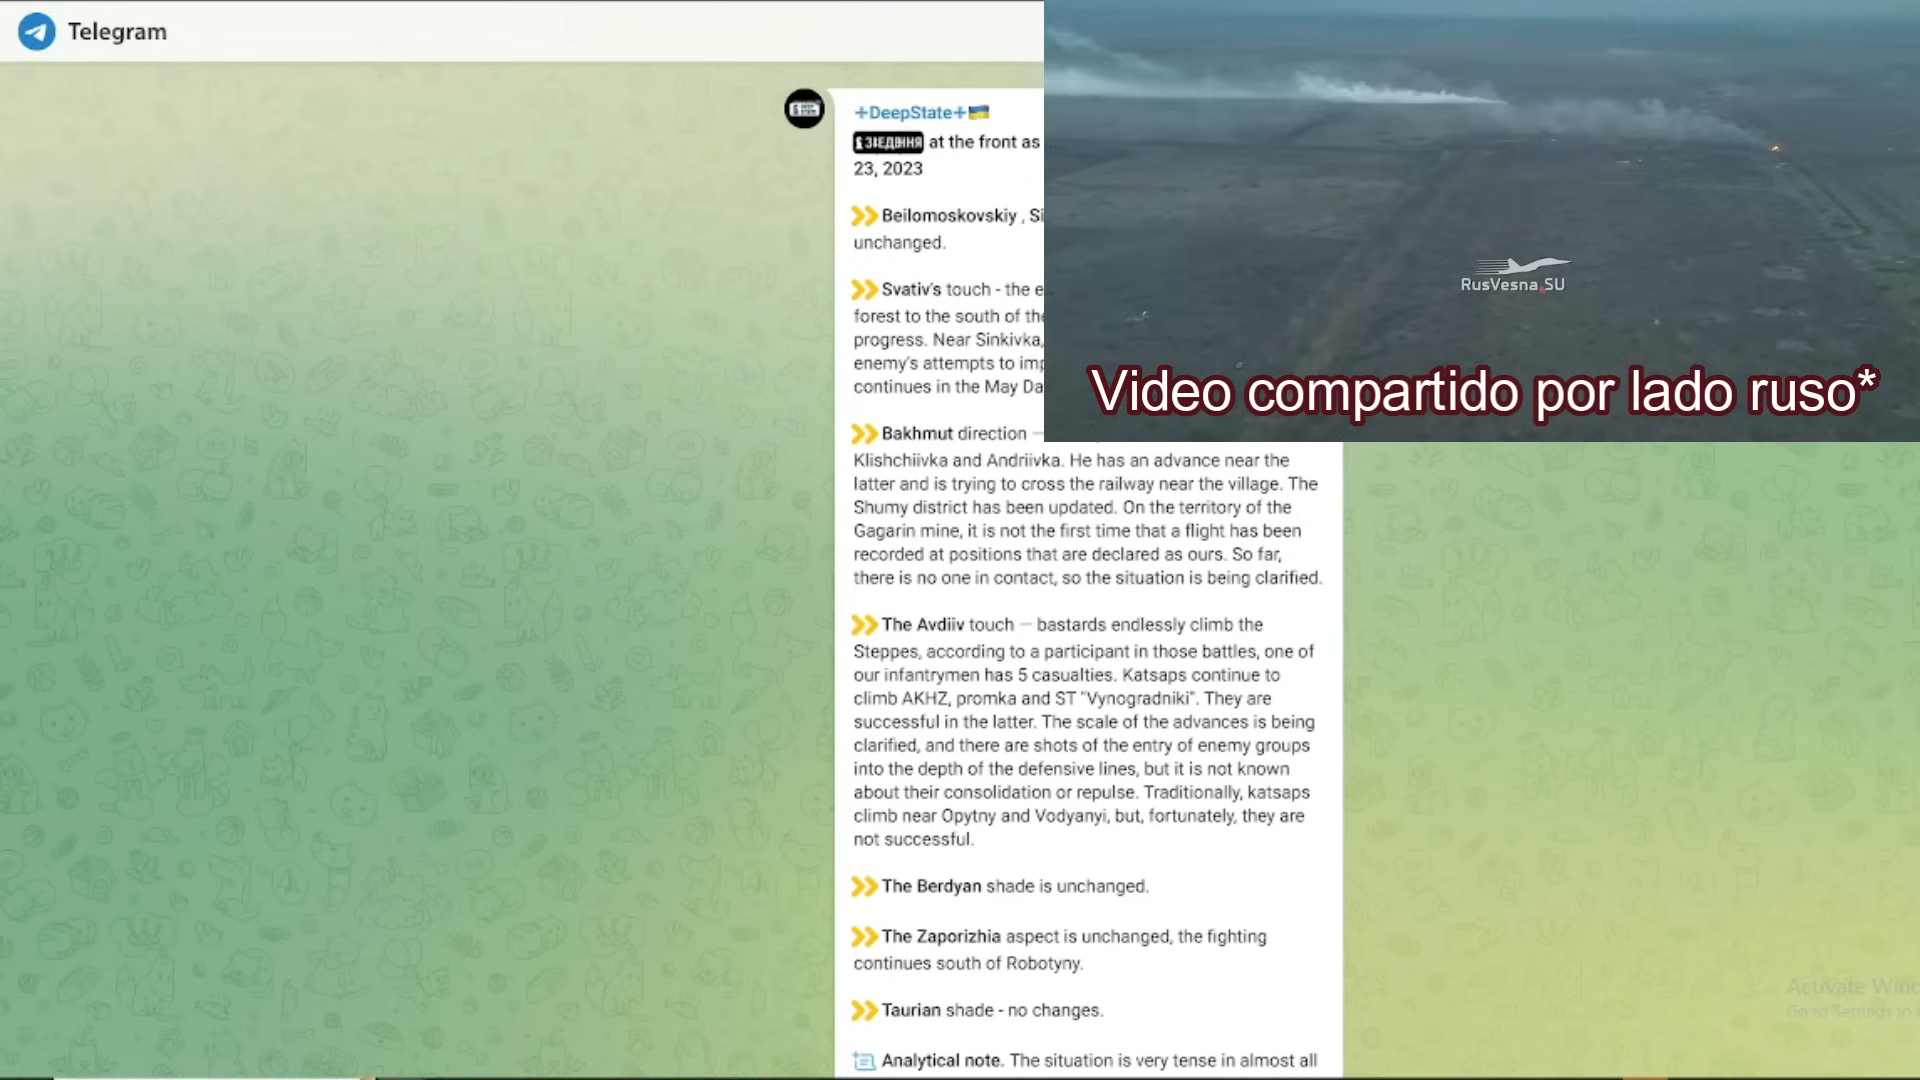 Telegram
+DeepState+
ЗІЄДНІННЯ at the front as
23, 2023
Beilomoskovskiy , Si
unchanged.
Svativ's touch - the e
forest to the south of the
progress. Near Sinkivka,
enemy's attempts to imp
continues in the May Da
Bakhmut direction —
Klishchiivka and Andriivka. He has an advance near the
latter and is trying to cross the railway near the village. The
Shumy district has been updated. On the territory of the
Gagarin mine, it is not the first time that a flight has been
recorded at positions that are declared as ours. So far,
there is no one in contact, so the situation is being clarified.
The Avdiiv touch — bastards endlessly climb the
Steppes, according to a participant in those battles, one of
our infantrymen has 5 casualties. Katsaps continue to
climb AKHZ, promka and ST "Vynogradniki". They are
successful in the latter. The scale of the advances is being
clarified, and there are shots of the entry of enemy groups
into the depth of the defensive lines, but it is not known
about their consolidation or repulse. Traditionally, katsaps
climb near Opytny and Vodyanyi, but, fortunately, they are
not successful.
The Berdyan shade is unchanged.
The Zaporizhia aspect is unchanged, the fighting
continues south of Robotyny.
Taurian shade - no changes.
Analytical note. The situation is very tense in almost all
RusVesna.SU
Video compartido por lado ruso*
Activate Winc
Go to Settings to